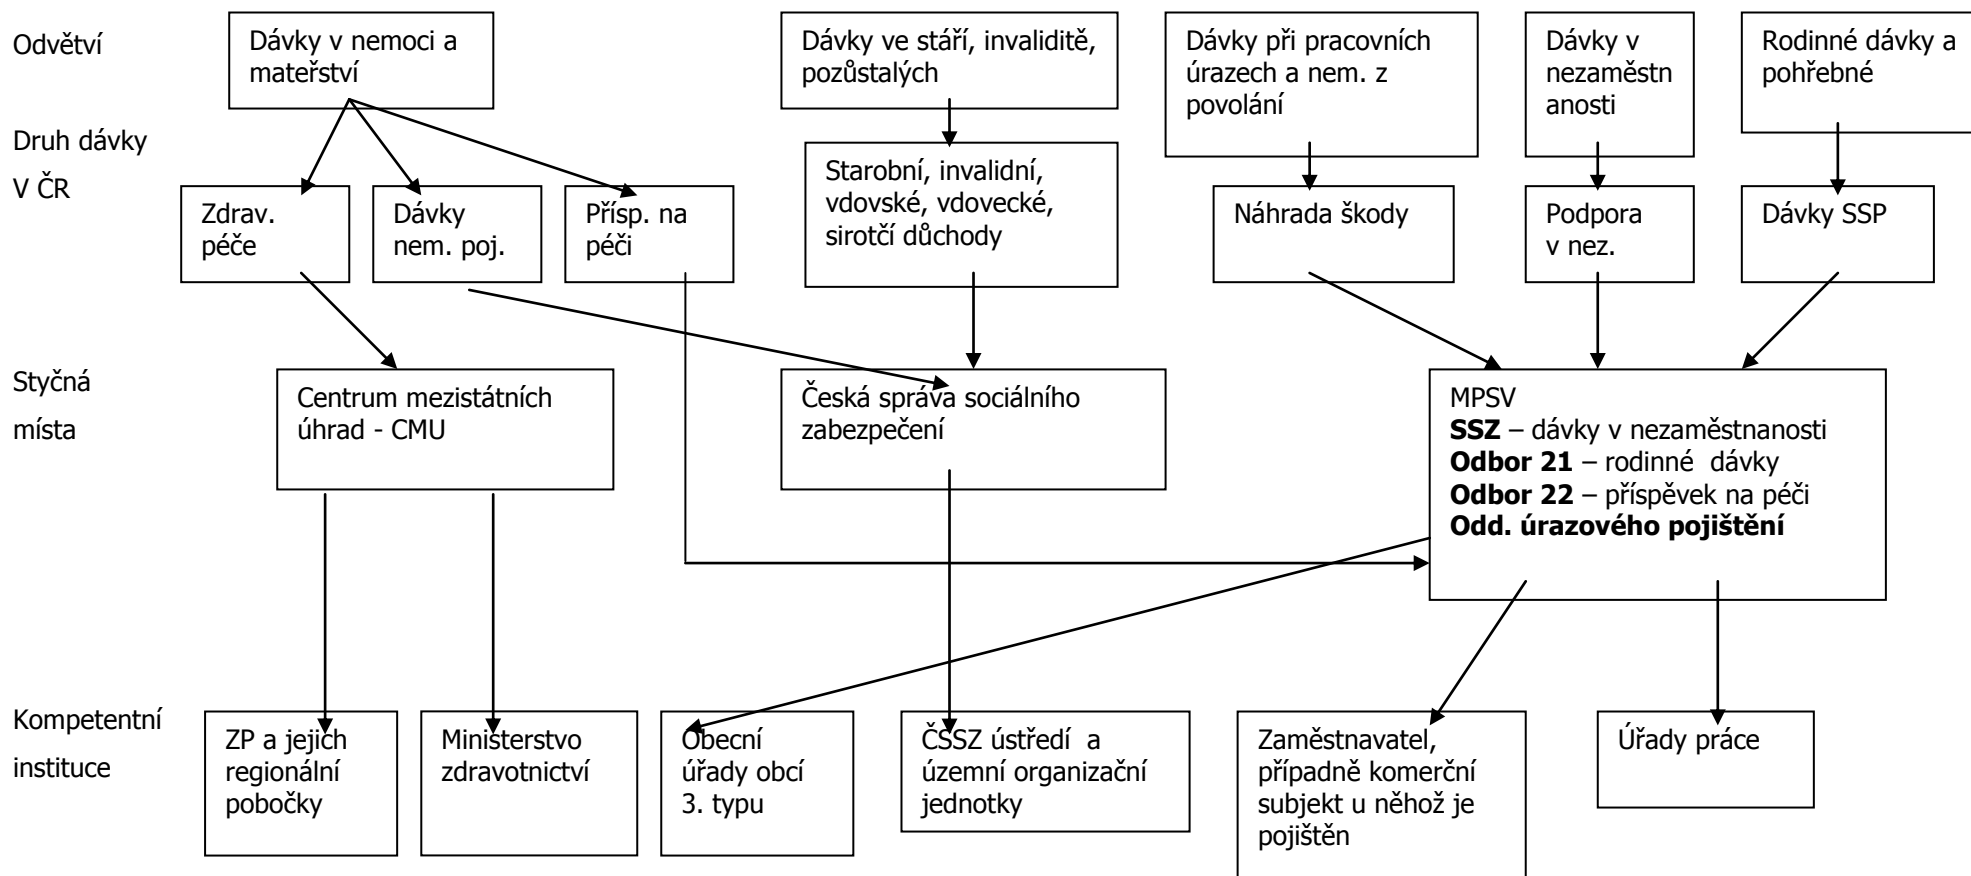 Odvětví
Dávky v nemoci a
mateřství
Dávky ve stáří, invaliditě,
pozůstalých
Dávky při pracovních
úrazech a nem. z
povolání
Dávky v
nezaměstn
anosti
Rodinné dávky a
pohřebné
Druh dávky
V ČR
Zdrav.
péče
Dávky
nem. poj.
Přísp. na
péči
Starobní, invalidní,
vdovské, vdovecké,
sirotčí důchody
Náhrada škody
Podpora
v nez.
Dávky SSP
Styčná
místa
Centrum mezistátních
úhrad - CMU
Česká správa sociálního
zabezpečení
MPSV
SSZ – dávky v nezaměstnanosti
Odbor 21 – rodinné  dávky
Odbor 22 – příspěvek na péči
Odd. úrazového pojištění
Kompetentní
instituce
ZP a jejich
regionální
pobočky
Ministerstvo
zdravotnictví
Obecní
úřady obcí
3. typu
ČSSZ ústředí  a
územní organizační
jednotky
Zaměstnavatel,
případně komerční
subjekt u něhož je
pojištěn
Úřady práce